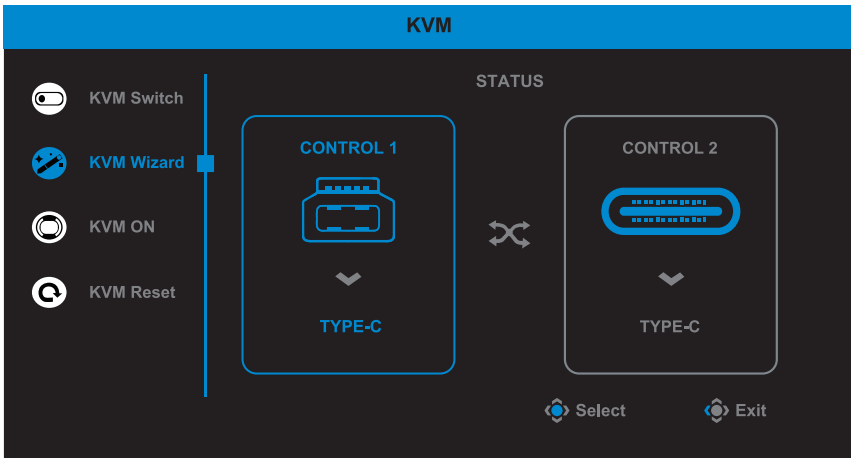 KVM
KVM Switch
KVM Wizard
KVM ON
KVM Reset
STATUS
CONTROL 1
TYPE-C
CONTROL 2
TYPE-C
Select
Exit